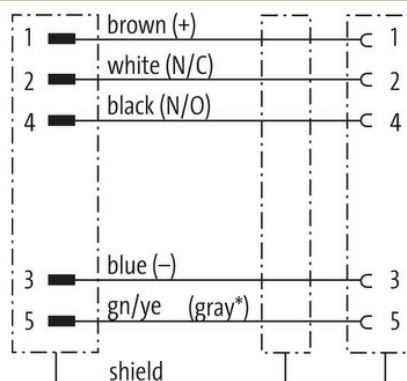 1 brown (+) 1
2 white (N/C) 2
4 black (N/O) 4
3 blue (–) 3
5 gn/ye (gray*) 5
shield